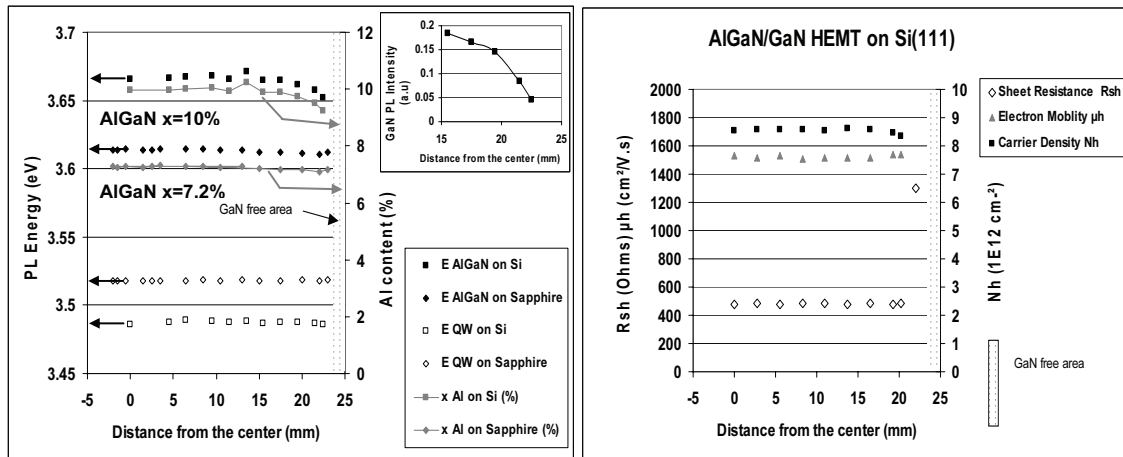 3.7
3.65
3.6
3.55
3.5
3.45
PL Energy (eV)
12
10
8
6
4
2
0
Al content (%)
AlGaN x=10%
AlGaN x=7.2%
GaN free area
-5 0 5 10 15 20 25
Distance from the center (mm)
0.2
0.15
0.1
0.05
0
GaN PL Intensity
(a.u)
15 20 25
Distance from the center (mm)
E AlGaN on Si
E AlGaN on Sapphire
E QW on Si
E QW on Sapphire
x Al on Si (%)
x Al on Sapphire (%)
AlGaN/GaN HEMT on Si(111)
2000
1800
1600
1400
1200
1000
800
600
400
200
0
Rsh (Ohms) µh (cm²/V.s)
10
9
8
7
6
5
4
3
2
1
0
Nh (1E12 cm-²)
-5 0 5 10 15 20 25
Distance from the center (mm)
Sheet Resistance Rsh
Electron Moblity µh
Carrier Density Nh
GaN free area